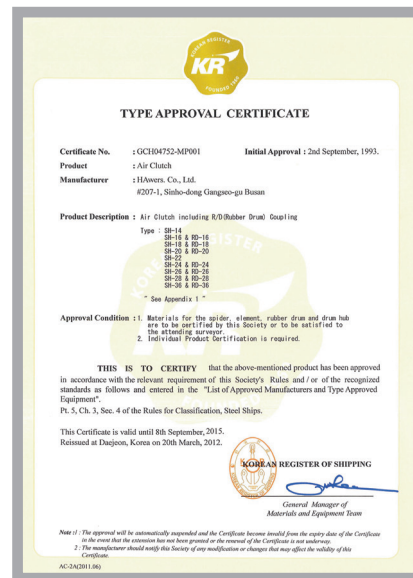 KOREAN REGISTER
KR
FOUNDED 1960
TYPE APPROVAL CERTIFICATE
Certificate No. : GCH04752-MP001 Initial Approval : 2nd September, 1993.
Product : Air Clutch
Manufacturer : HAwers. Co., Ltd.
#207-1, Sinho-dong Gangseo-gu Busan
Product Description : Air Clutch including R/D(Rubber Drum) Coupling
Type : SH-14
SH-16 & RD-16
SH-18 & RD-18
SH-20 & RD-20
SH-22
SH-24 & RD-24
SH-26 & RD-26
SH-28 & RD-28
SH-36 & RD-36
" See Appendix 1 "
Approval Condition : 1. Materials for the spider, element, rubber drum and drum hub
are to be certified by this Society or to be satisfied to
the attending surveyor.
2. Individual Product Certification is required.
THIS IS TO CERTIFY that the above-mentioned product has been approved
in accordance with the relevant requirement of this Society's Rules and / or of the recognized
standards as follows and entered in the "List of Approved Manufacturers and Type Approved
Equipment".
Pt. 5, Ch. 3, Sec. 4 of the Rules for Classification, Steel Ships.
This Certificate is valid until 8th September, 2015.
Reissued at Daejeon, Korea on 20th March, 2012.
KOREAN REGISTER OF SHIPPING
General Manager of
Materials and Equipment Team
Note :1 : The approval will be automatically suspended and the Certificate become invalid from the expiry date of the Certificate
in the event that the extension has not been granted or the renewal of the Certificate is not underway.
2 : The manufacturer should notify this Society of any modification or changes that may affect the validity of this
Certificate.
AC-2A(2011.06)